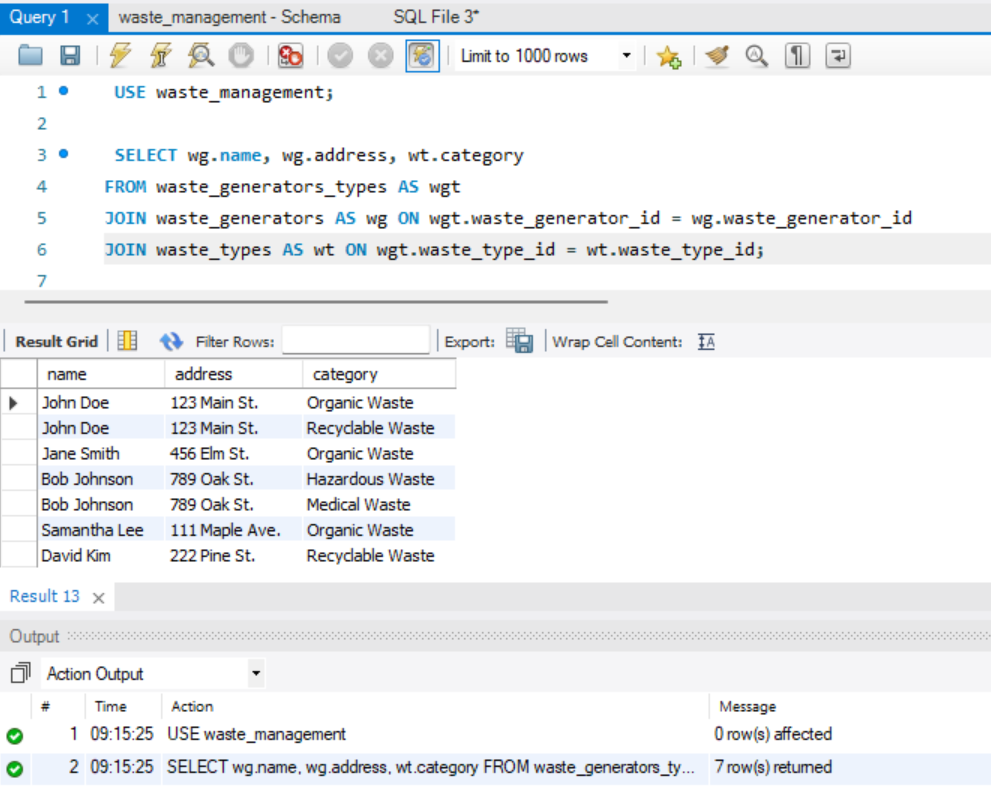 Query 1 × waste_management - Schema SQL File 3*
Limit to 1000 rows
1 USE waste_management;
2
3 SELECT wg.name, wg.address, wt.category
4 FROM waste_generators_types AS wgt
5 JOIN waste_generators AS wg ON wgt.waste_generator_id = wg.waste_generator_id
6 JOIN waste_types AS wt ON wgt.waste_type_id = wt.waste_type_id;
7
Result Grid Filter Rows: Export: Wrap Cell Content: IA
name address category
John Doe 123 Main St. Organic Waste
John Doe 123 Main St. Recyclable Waste
Jane Smith 456 Elm St. Organic Waste
Bob Johnson 789 Oak St. Hazardous Waste
Bob Johnson 789 Oak St. Medical Waste
Samantha Lee 111 Maple Ave. Organic Waste
David Kim 222 Pine St. Recyclable Waste
Result 13 ×
Output
Action Output
# Time Action Message
1 09:15:25 USE waste_management 0 row(s) affected
2 09:15:25 SELECT wg.name, wg.address, wt.category FROM waste_generators_ty... 7 row(s) returned